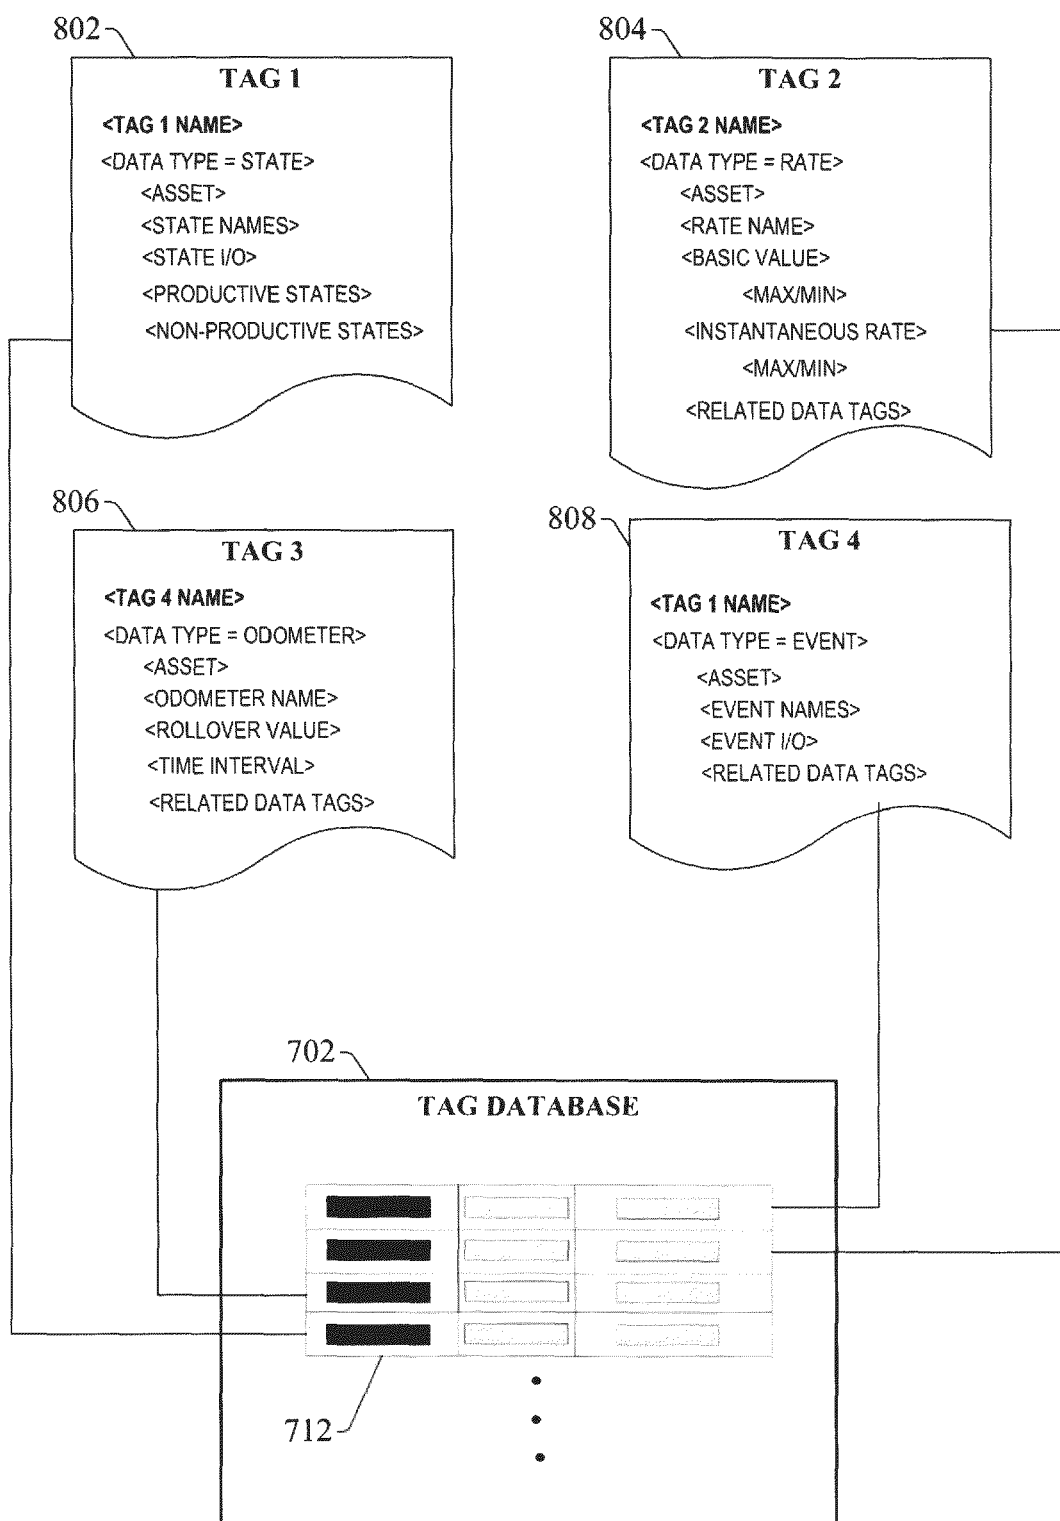 802
TAG 1
<TAG 1 NAME>
<DATA TYPE = STATE>
<ASSET>
<STATE NAMES>
<STATE I/O>
<PRODUCTIVE STATES>
<NON-PRODUCTIVE STATES>
804
TAG 2
<TAG 2 NAME>
<DATA TYPE = RATE>
<ASSET>
<RATE NAME>
<BASIC VALUE>
<MAX/MIN>
<INSTANTANEOUS RATE>
<MAX/MIN>
<RELATED DATA TAGS>
806
TAG 3
<TAG 4 NAME>
<DATA TYPE = ODOMETER>
<ASSET>
<ODOMETER NAME>
<ROLLOVER VALUE>
<TIME INTERVAL>
<RELATED DATA TAGS>
808
TAG 4
<TAG 1 NAME>
<DATA TYPE = EVENT>
<ASSET>
<EVENT NAMES>
<EVENT I/O>
<RELATED DATA TAGS>
702
TAG DATABASE
712